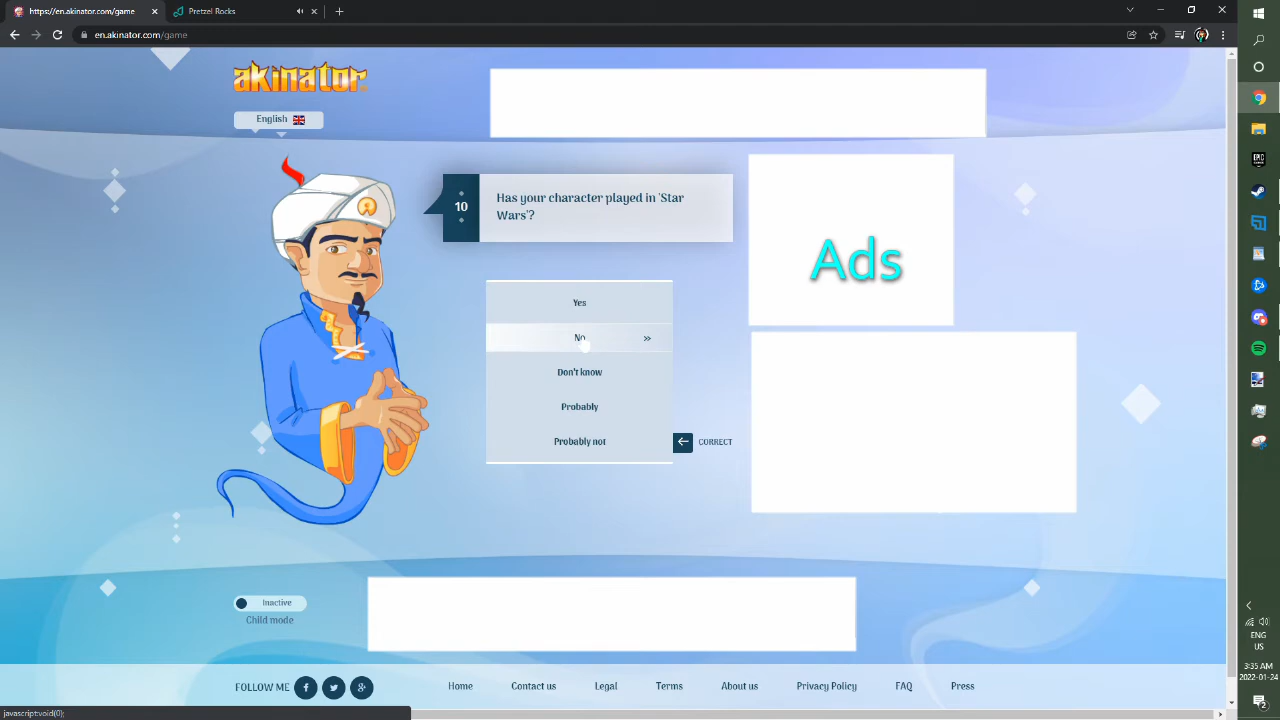 https://en.akinator.com/game
Pretzel Rocks
en.akinator.com/game
akinator
English
10
Has your character played in 'Star
Wars'?
Yes
No
Don't know
Probably
Probably not
CORRECT
Ads
Inactive
Child mode
FOLLOW ME
Home
Contact us
Legal
Terms
About us
Privacy Policy
FAQ
Press
javascript:void(0);
EPIC
ENG
US
3:35 AM
2022-01-24